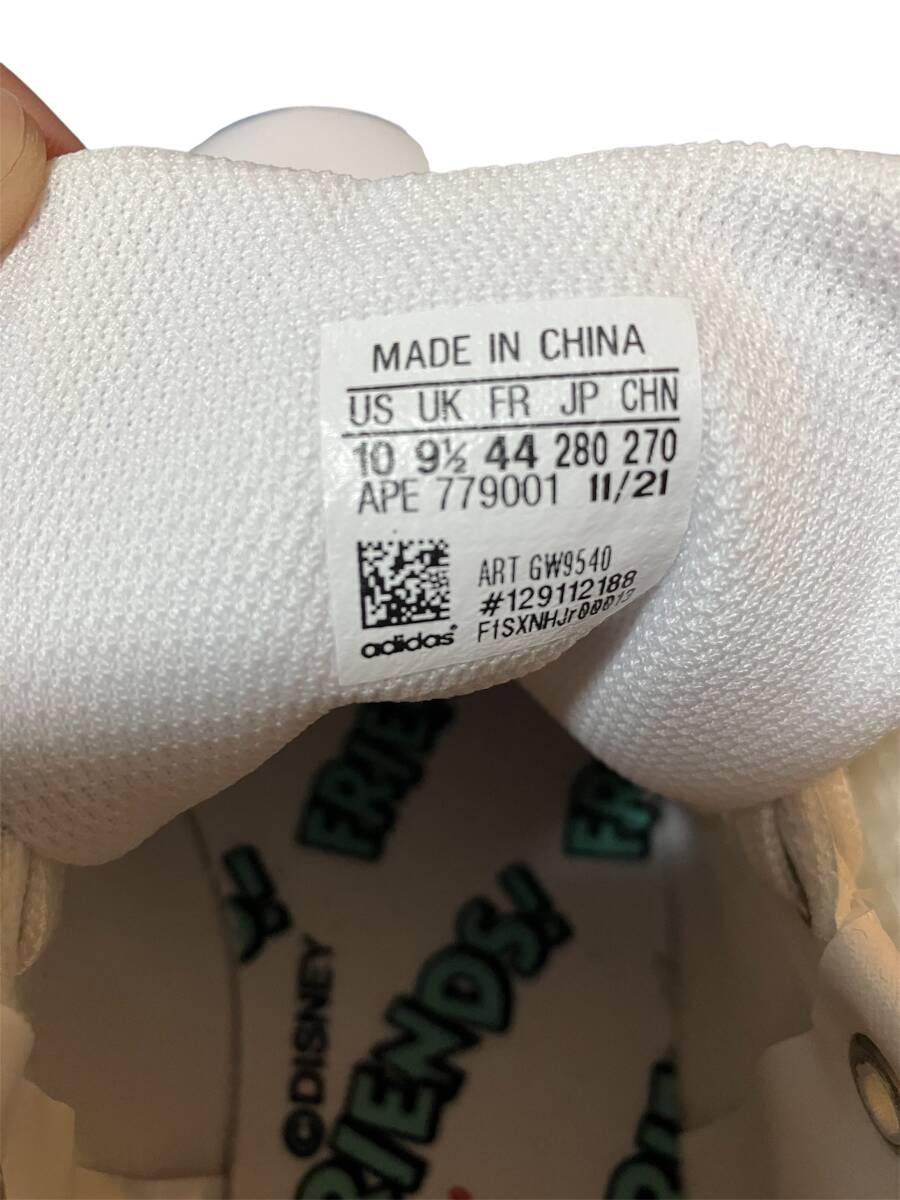 MADE IN CHINA
US UK FR JP CHN
10 9½ 44 280 270
APE 779001 11/21
ART GW9540
#129112188
adidas
FRIENDS!
©DISNEY